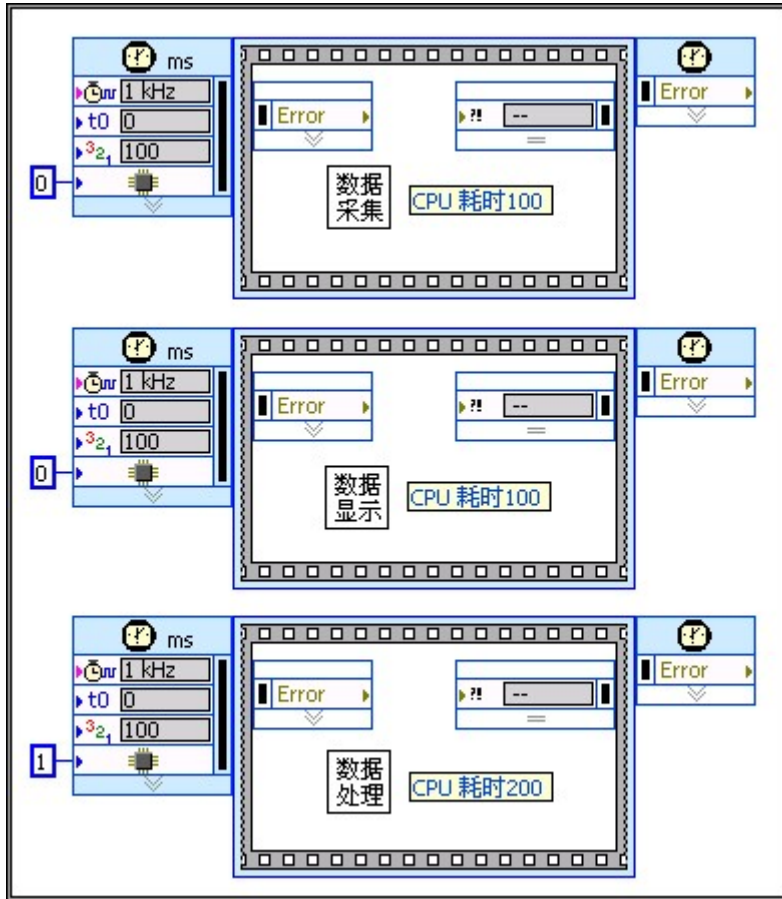 ms
1 kHz
t0 0
321 100
0
Error
?! --
Error
数据
采集
CPU 耗时100
ms
1 kHz
t0 0
321 100
0
Error
?! --
Error
数据
显示
CPU 耗时100
ms
1 kHz
t0 0
321 100
1
Error
?! --
Error
数据
处理
CPU 耗时200